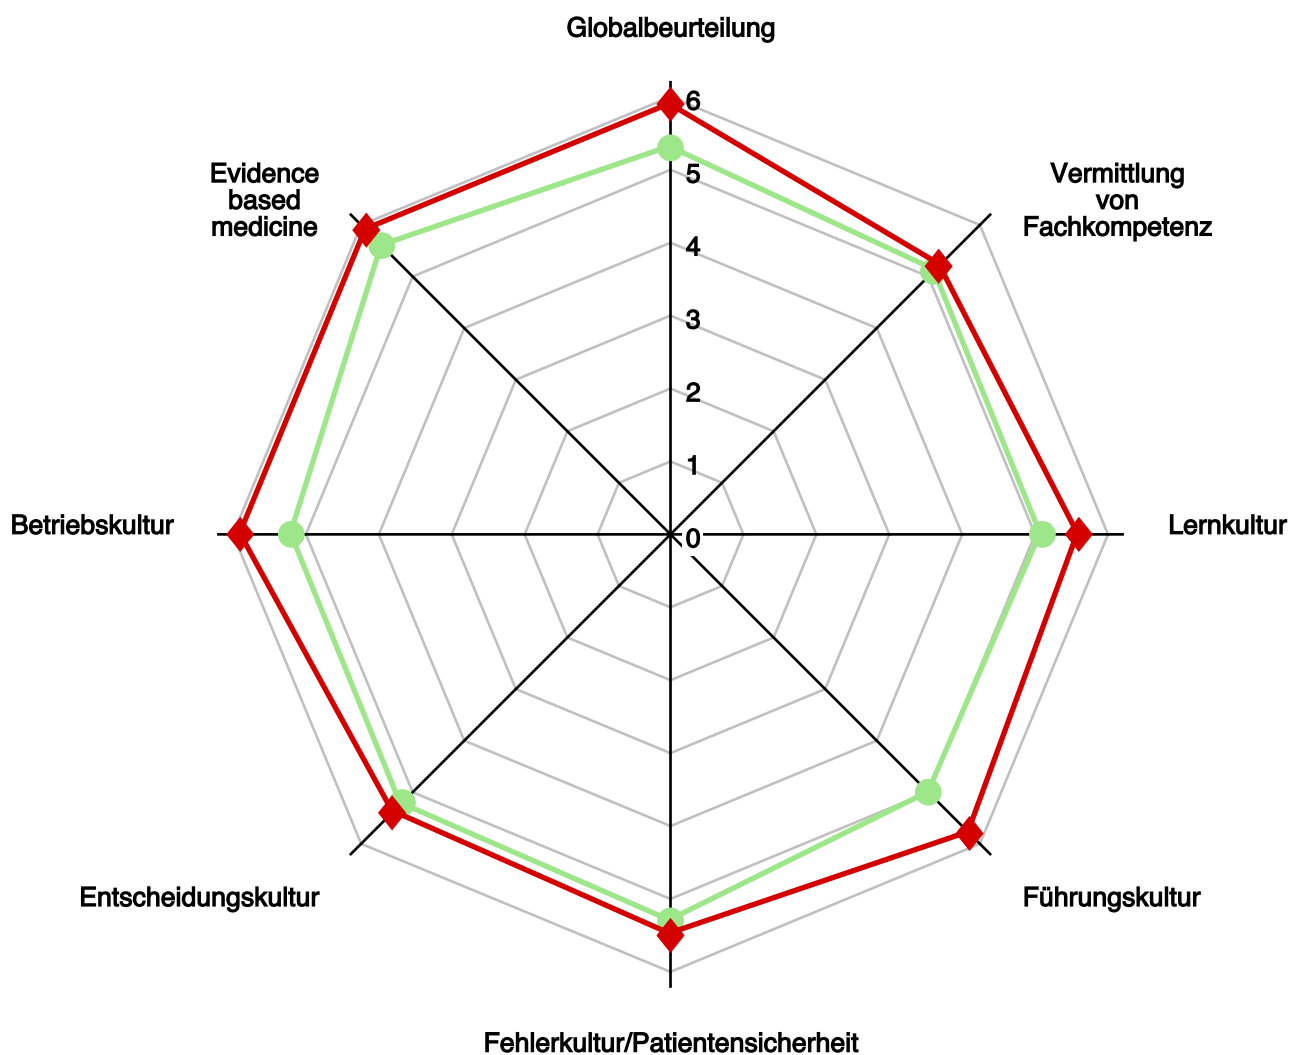 Globalbeurteilung
6
Evidence
based
medicine
Vermittlung
von
Fachkompetenz
5
4
3
2
1
0
Betriebskultur
Lernkultur
Entscheidungskultur
Führungskultur
Fehlerkultur/Patientensicherheit